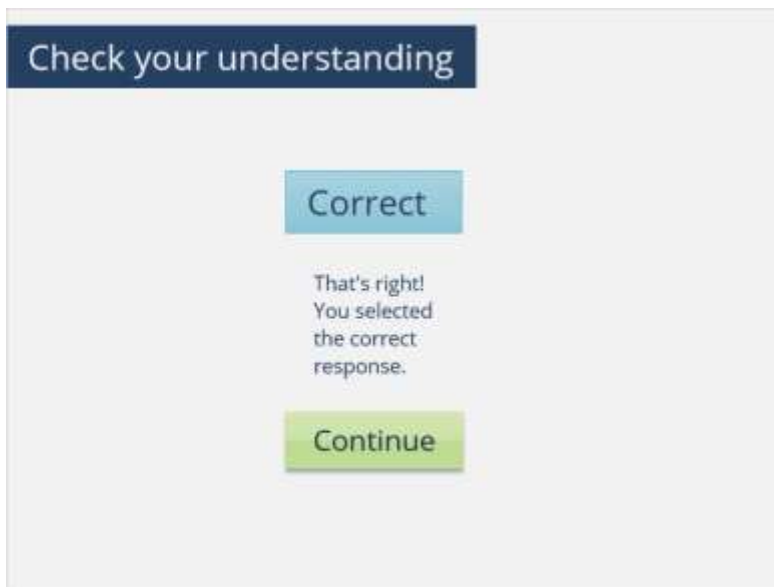 Check your understanding
Correct
That's right!
You selected
the correct
response.
Continue